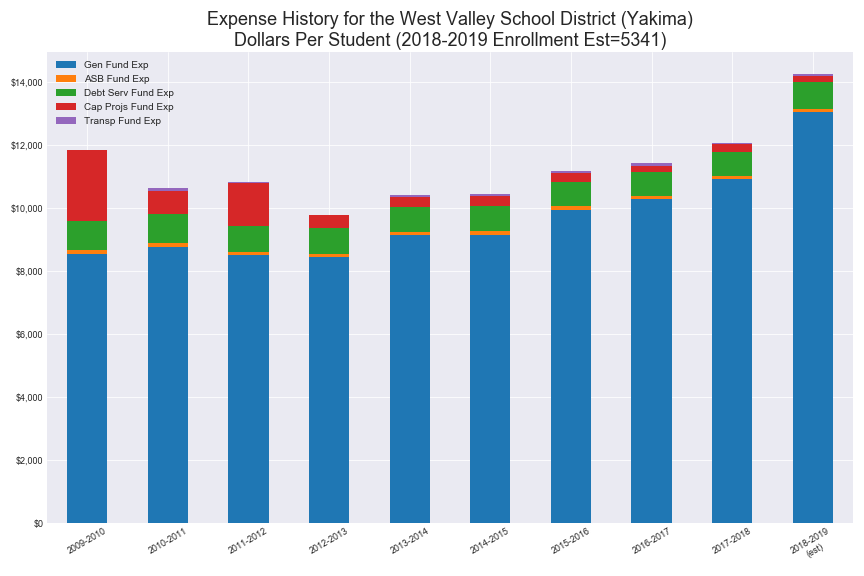 Expense History for the West Valley School District (Yakima)
Dollars Per Student (2018-2019 Enrollment Est=5341)
Gen Fund Exp
ASB Fund Exp
Debt Serv Fund Exp
Cap Projs Fund Exp
Transp Fund Exp
$14,000
$12,000
$10,000
$8,000
$6,000
$4,000
$2,000
$0
2009-2010
2010-2011
2011-2012
2012-2013
2013-2014
2014-2015
2015-2016
2016-2017
2017-2018
2018-2019
(est)